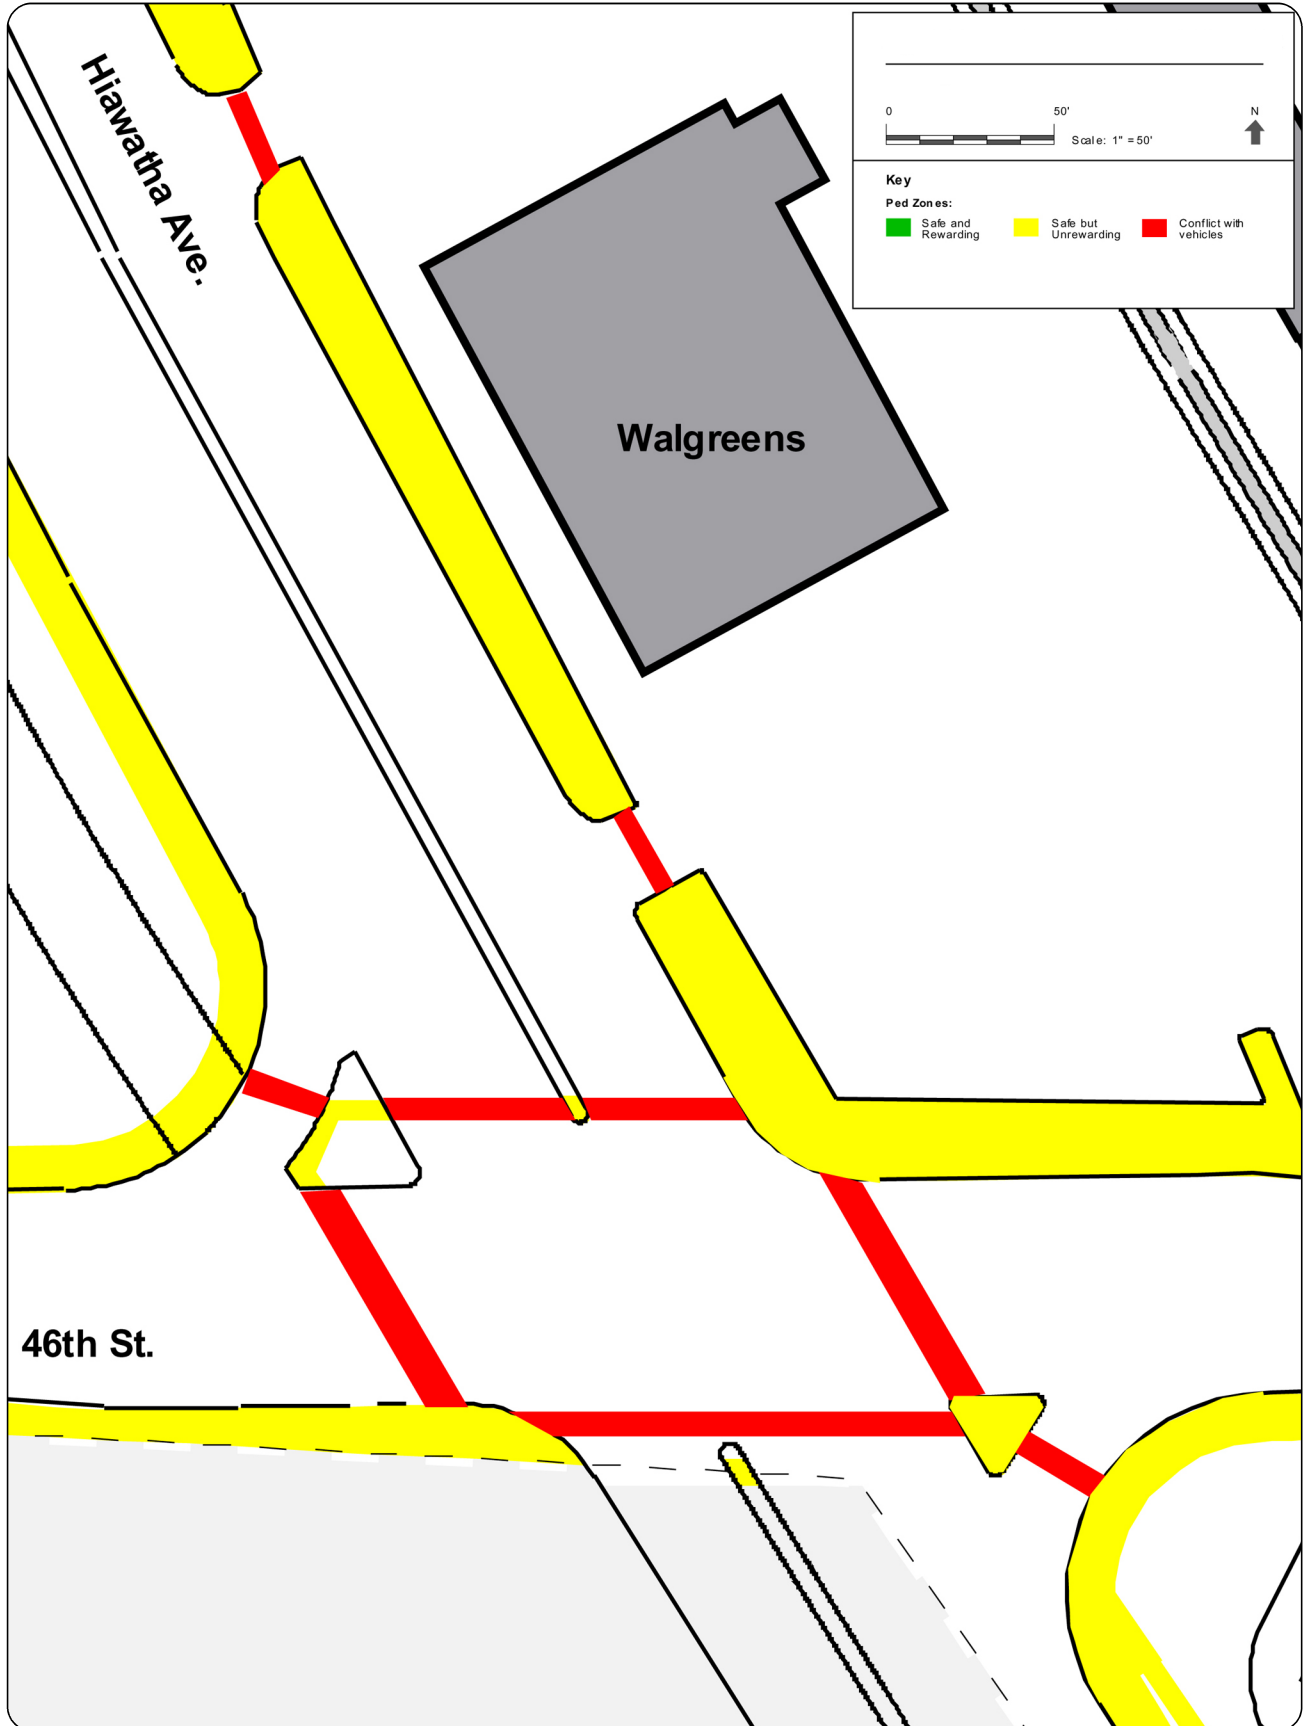 Hiawatha Ave.
0 50' N
Scale: 1" = 50'
Key
Ped Zones:
Safe and
Rewarding
Safe but
Unrewarding
Conflict with
vehicles
Walgreens
46th St.